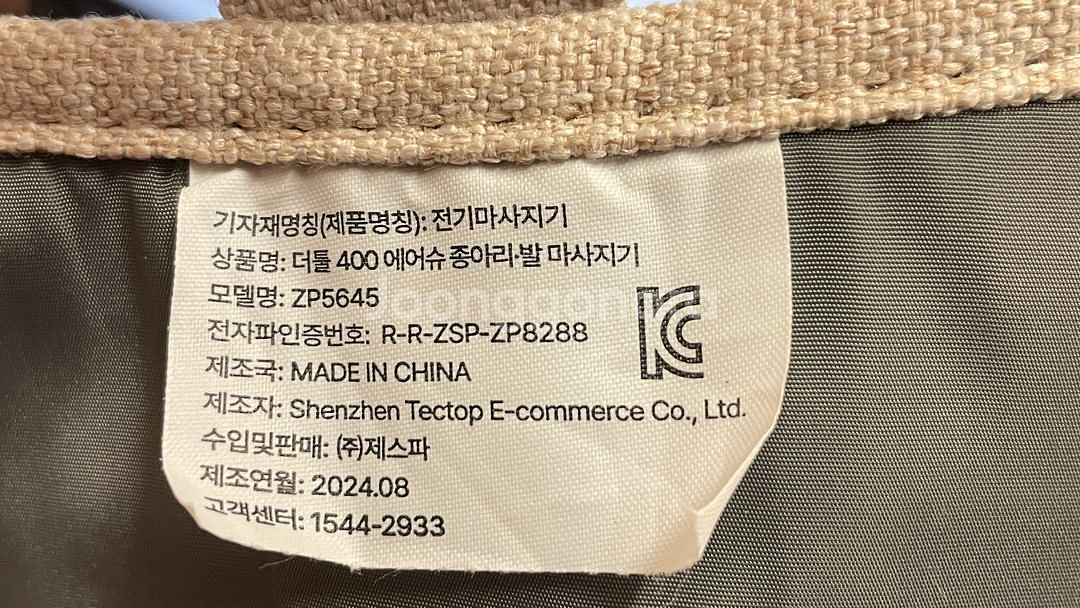 기자재명칭(제품명칭): 전기마사지기
상품명: 더툴 400 에어슈 종아리·발 마사지기
모델명: ZP5645
전자파인증번호: R-R-ZSP-ZP8288
제조국: MADE IN CHINA
제조자: Shenzhen Tectop E-commerce Co., Ltd.
수입및판매: (주)제스파
제조연월: 2024.08
고객센터: 1544-2933